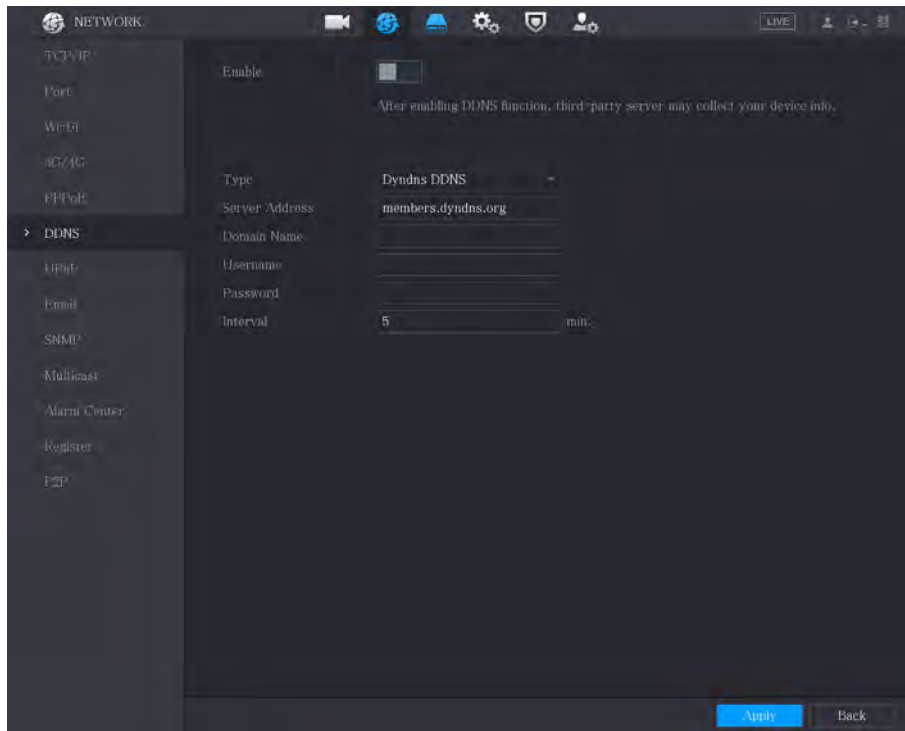 NETWORK
LIVE
TCP/IP
Port
Wi-Fi
3G/4G
PPPoE
DDNS
UPnP
Email
SNMP
Multicast
Alarm Center
Register
P2P
Enable
After enabling DDNS function, third-party server may collect your device info.
Type Dyndns DDNS
Server Address members.dyndns.org
Domain Name
Username
Password
Interval 5 min.
Apply Back